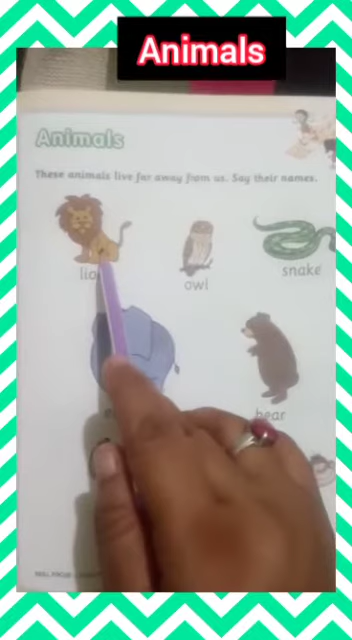 Animals
Animals
These animals live far away from us. Say their names.
owl
snake
bear